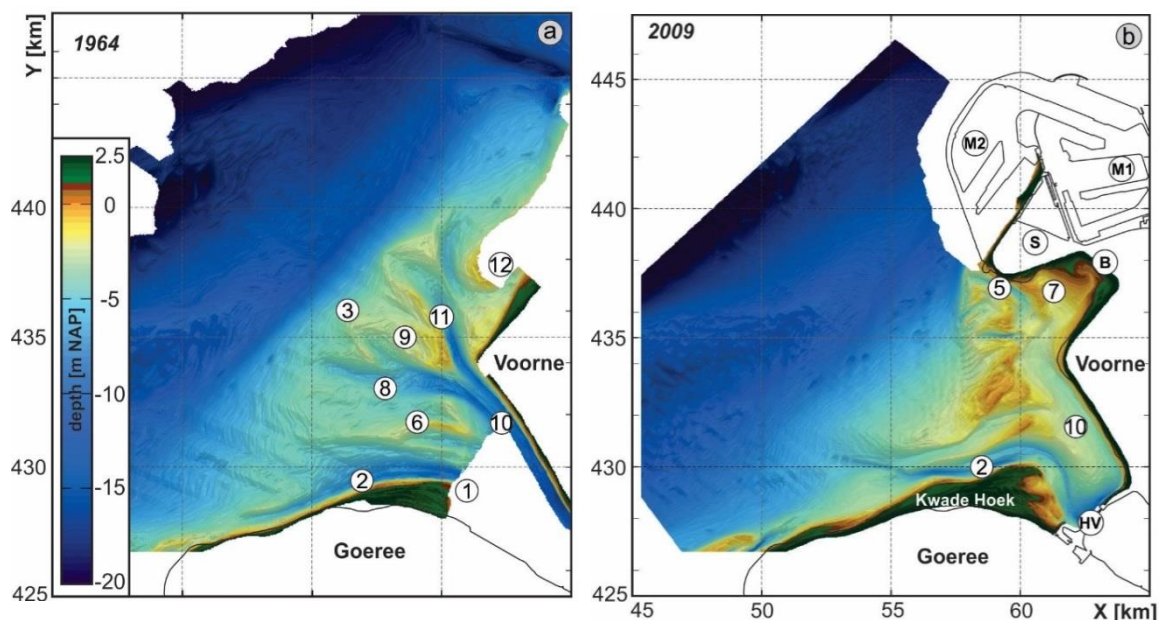 Y [km]
1964
a
440
435
430
425
depth [m NAP]
2.5
0
-5
-10
-15
-20
12
3
11
9
8
6
10
2
1
Voorne
Goeree
2009
b
445
440
435
430
425
M2
M1
S
B
5
7
Voorne
10
2
Kwade Hoek
HV
Goeree
45
50
55
60
X [km]